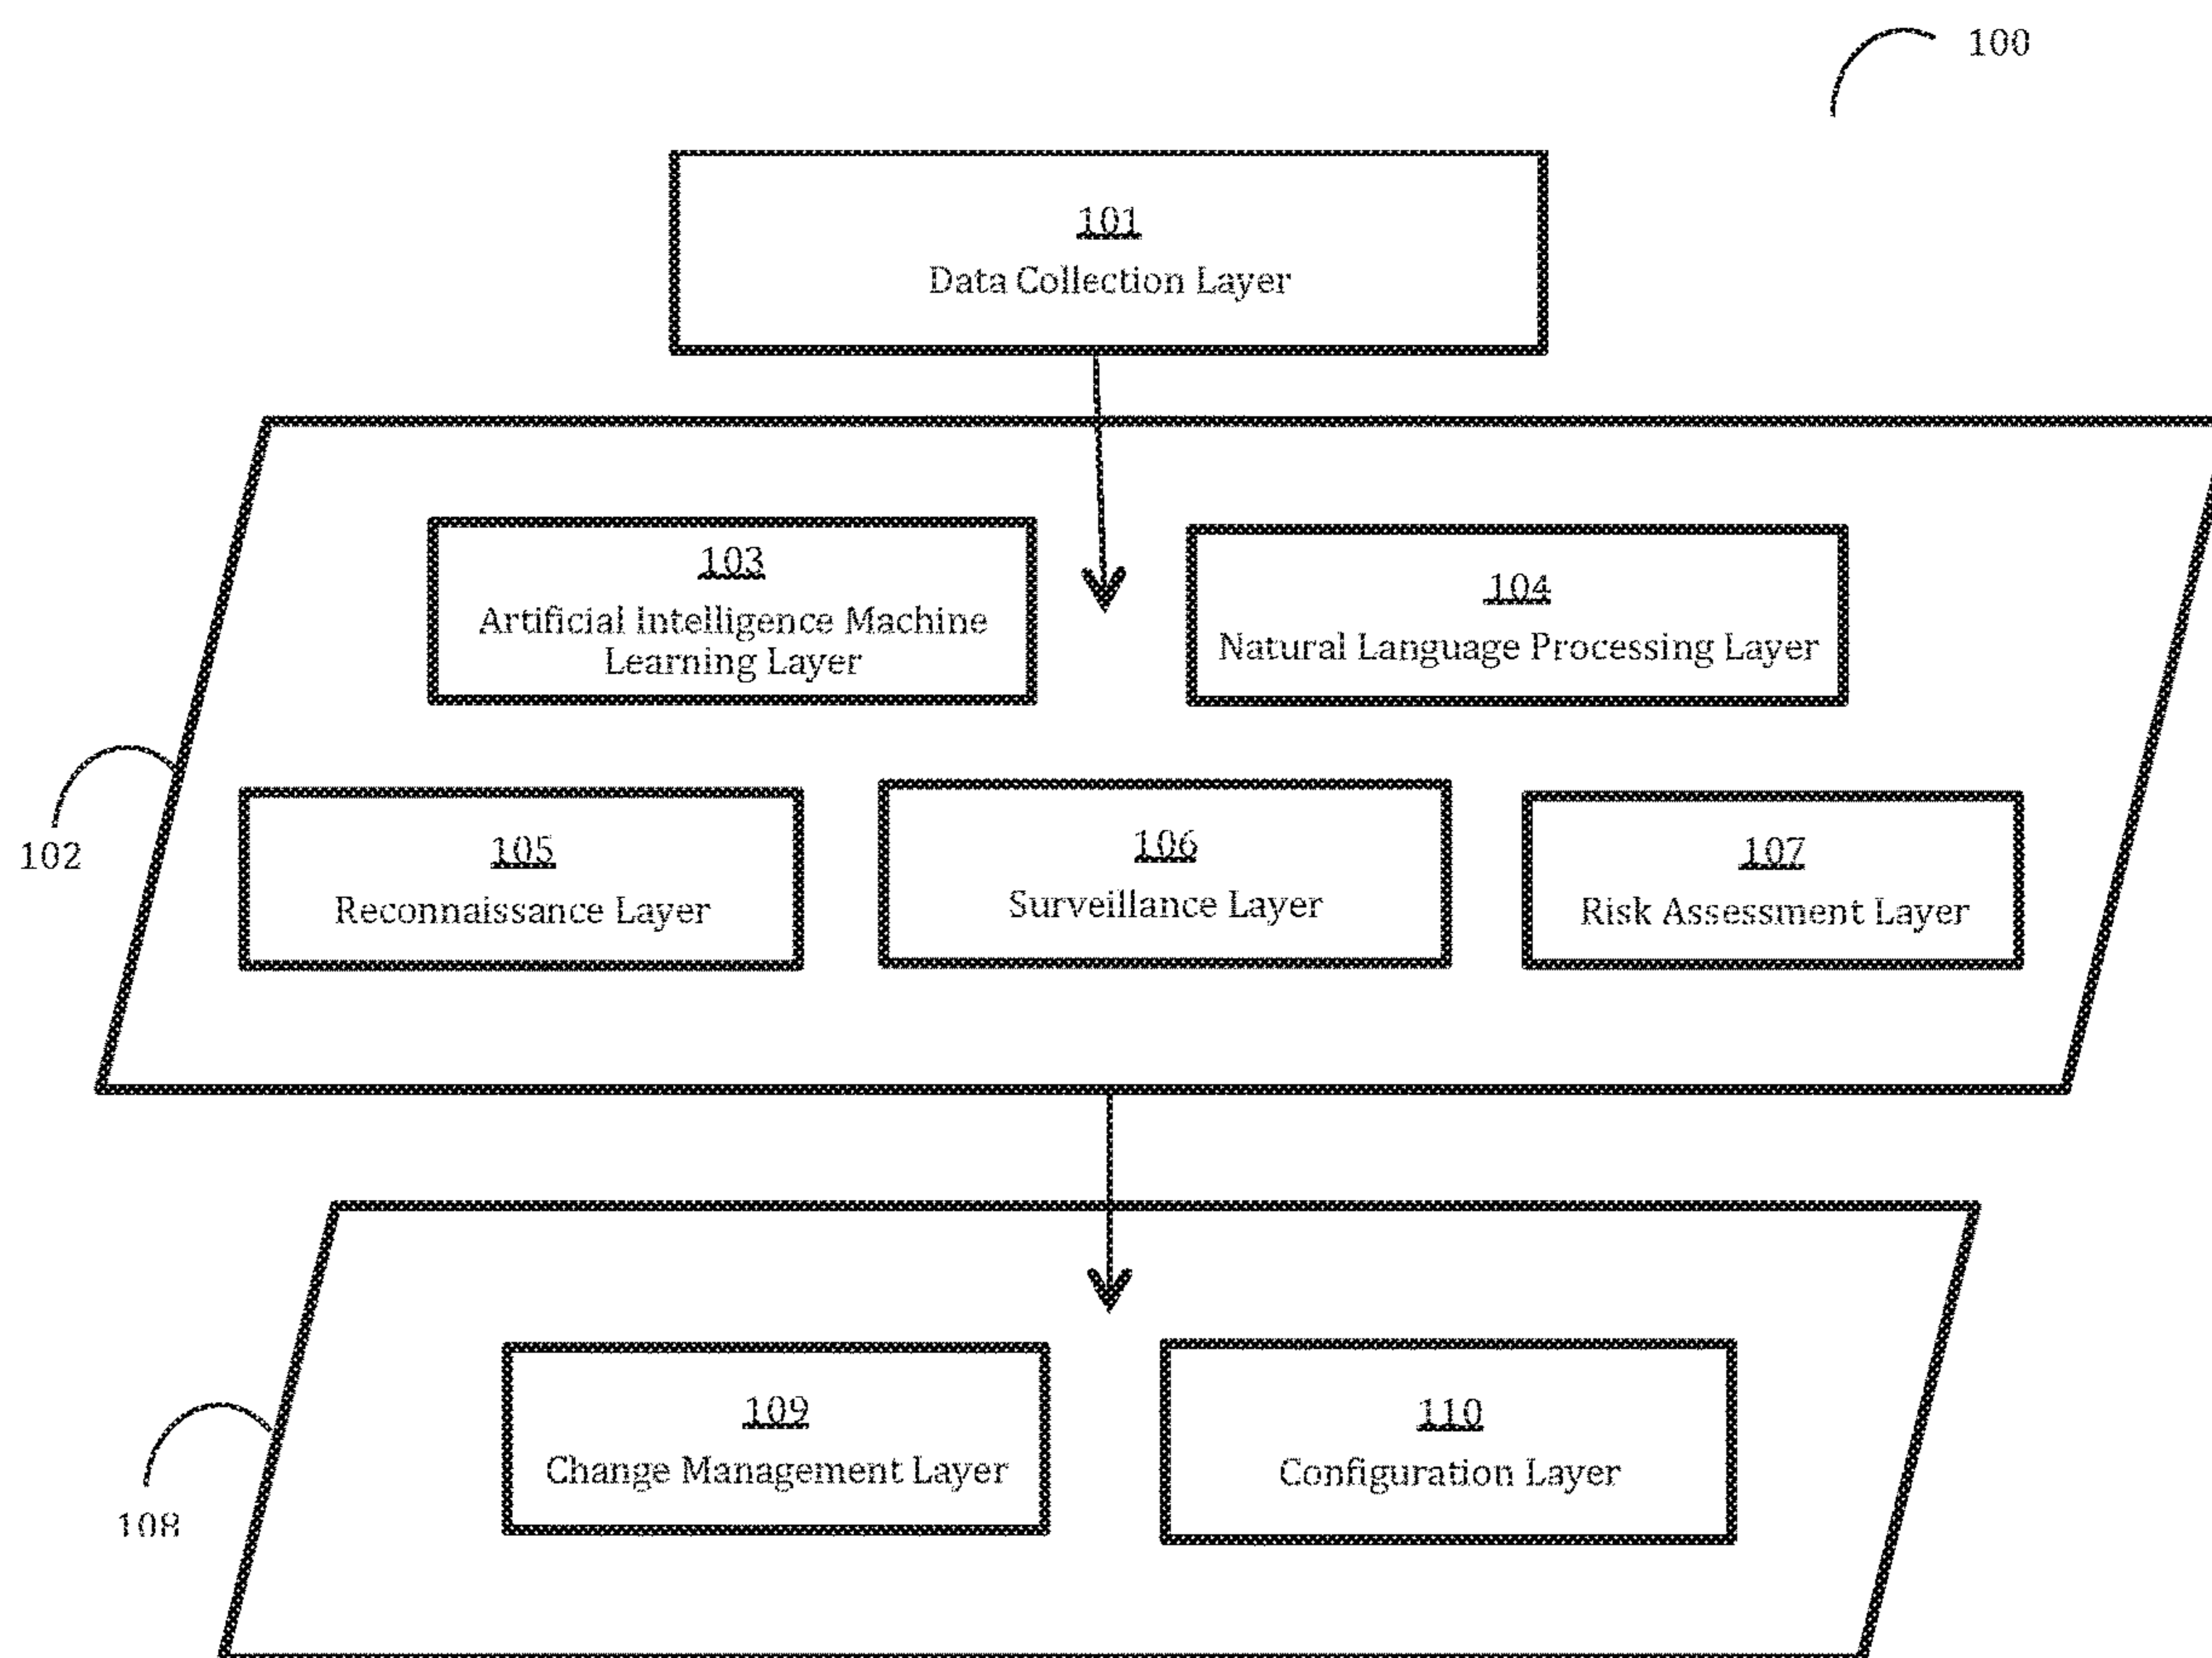 100
101
Data Collection Layer
103
Artificial Intelligence Machine
Learning Layer
104
Natural Language Processing Layer
102
105
Reconnaissance Layer
106
Surveillance Layer
107
Risk Assessment Layer
108
109
Change Management Layer
110
Configuration Layer